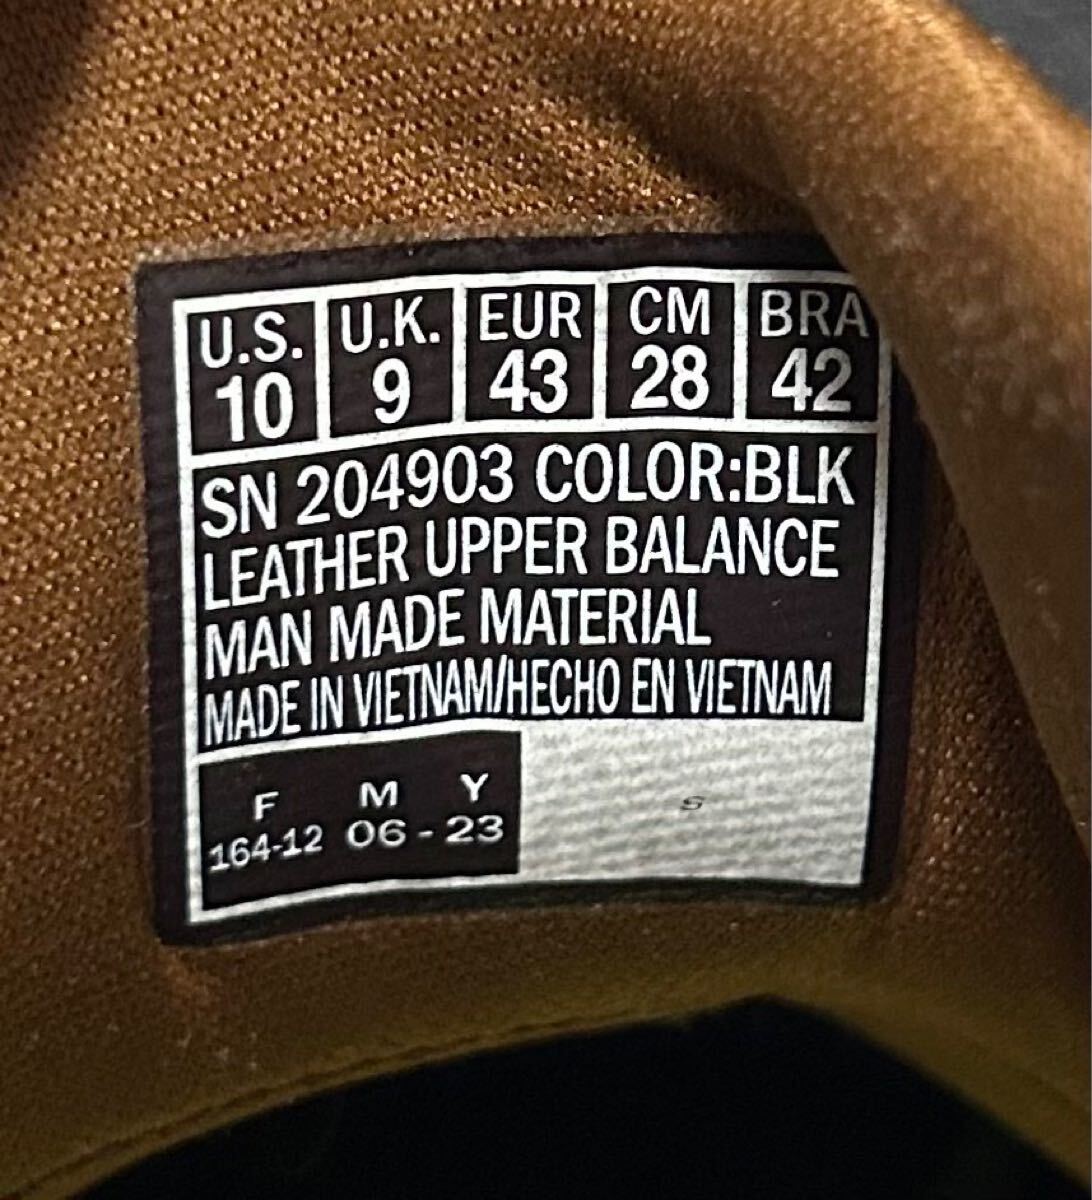 U.S. U.K. EUR CM BRA
10 9 43 28 42
SN 204903 COLOR:BLK
LEATHER UPPER BALANCE
MAN MADE MATERIAL
MADE IN VIETNAM/HECHO EN VIETNAM
F M Y
164-12 06 - 23
S